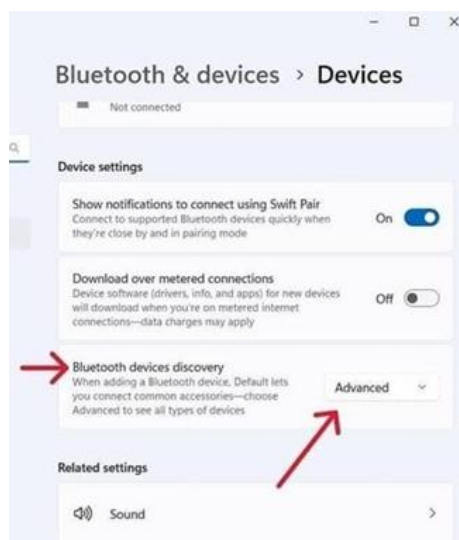 Bluetooth & devices > Devices
Not connected
Device settings
Show notifications to connect using Swift Pair
Connect to supported Bluetooth devices quickly when
they're close by and in pairing mode
On
Download over metered connections
Device software (drivers, info, and apps) for new devices
will download when you're on metered internet
connections—data charges may apply
Off
Bluetooth devices discovery
When adding a Bluetooth device, Default lets
you connect common accessories—choose
Advanced to see all types of devices
Advanced
Related settings
Sound